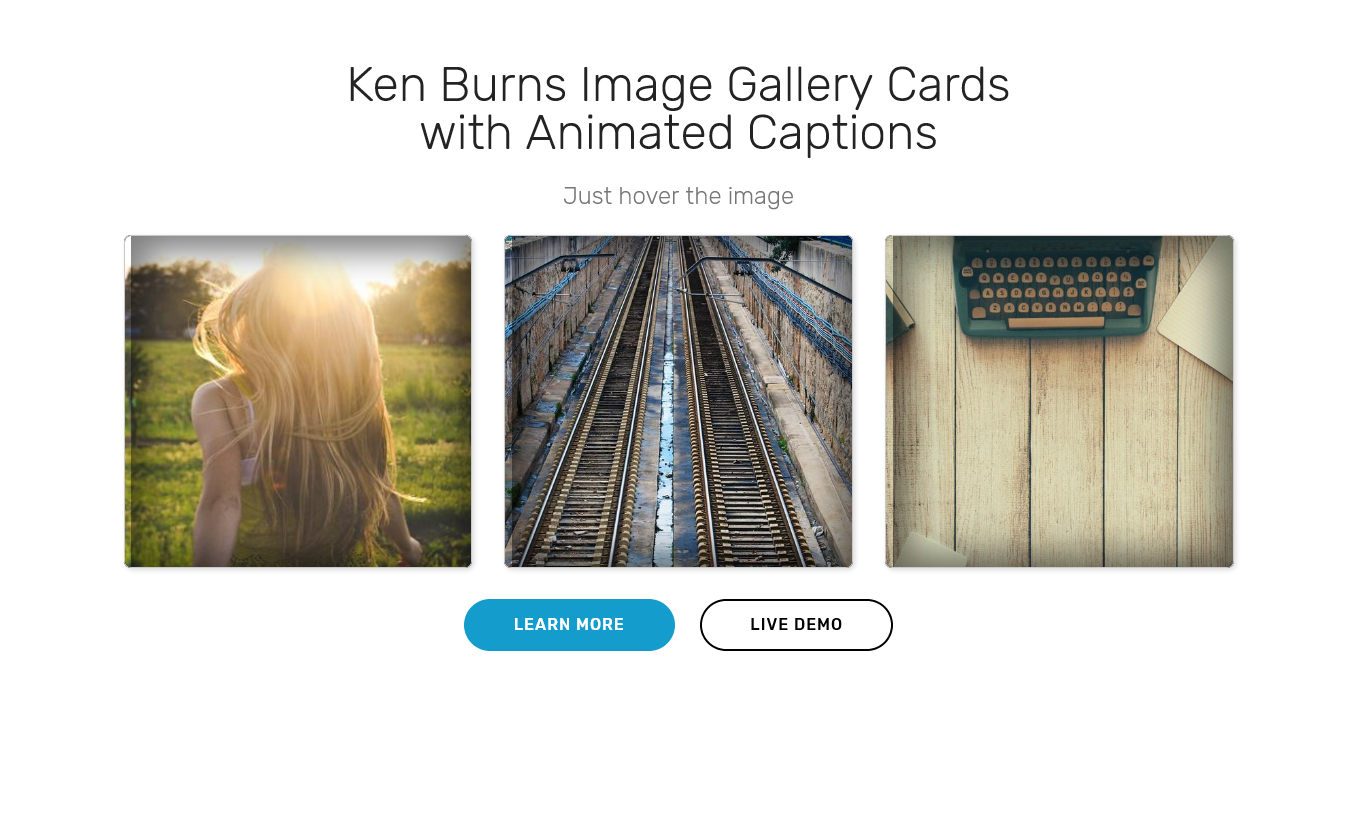 Ken Burns Image Gallery Cards
with Animated Captions
Just hover the image
LEARN MORE
LIVE DEMO